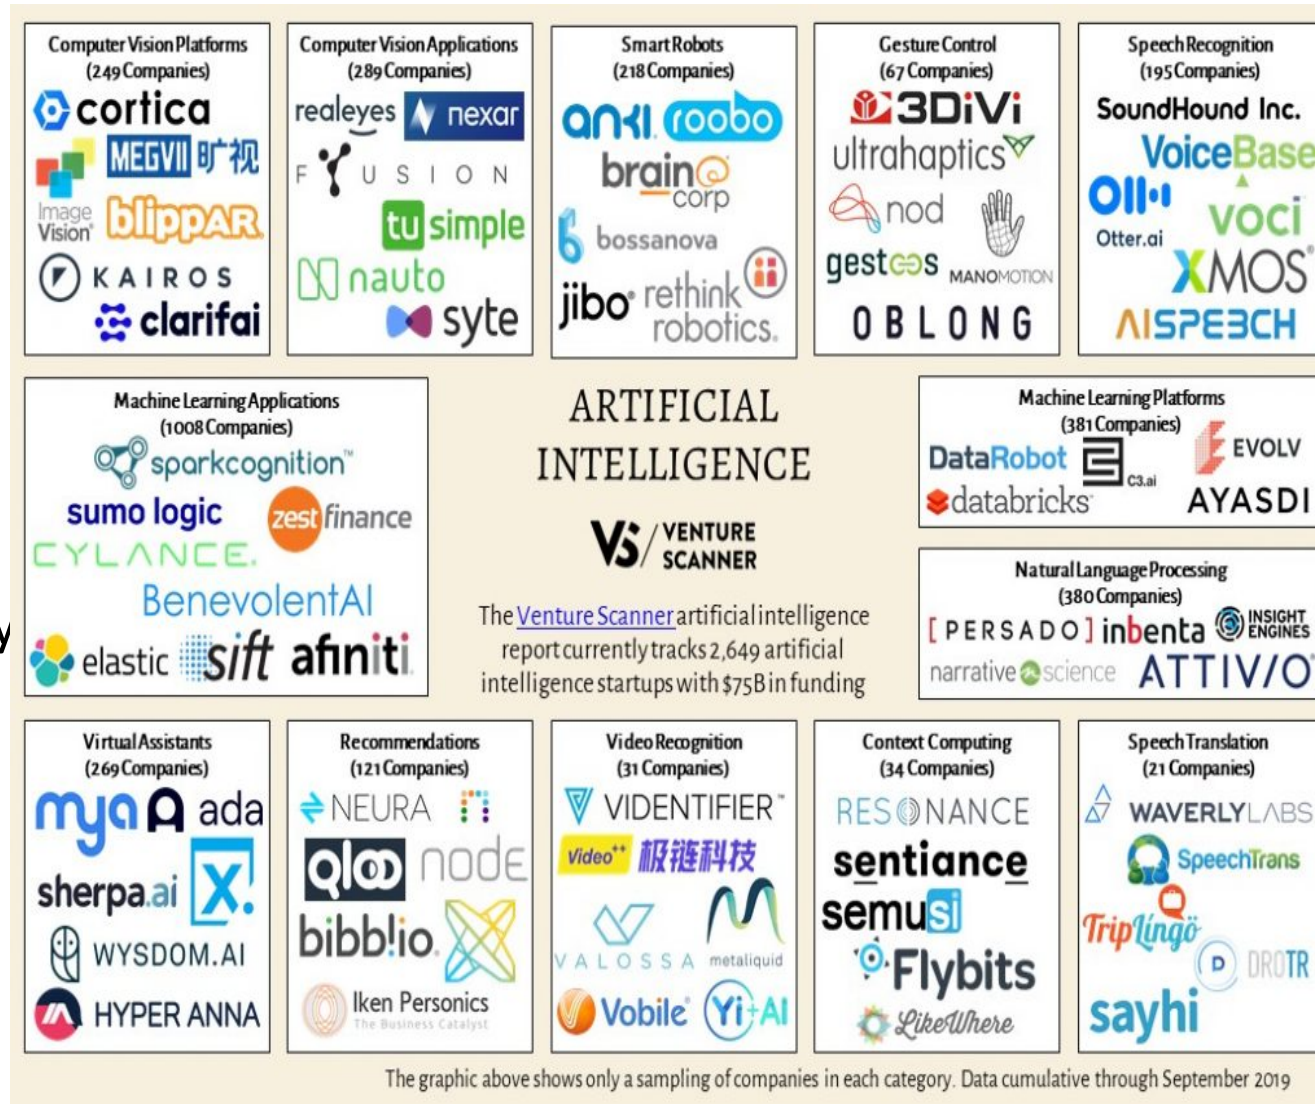 Computer Vision Platforms
(249 Companies)
cortica
MEGVII 旷视
Image
Vision
blippAR
KAIROS
clarifai
Computer Vision Applications
(289 Companies)
realeyes
nexar
FYUSION
tu simple
nauto
syte
Smart Robots
(218 Companies)
anki
roobo
brain
corp
bossanova
jibo
rethink
robotics.
Gesture Control
(67 Companies)
3DiVi
ultrahaptics
nod
gestoos
MANOMOTION
OBLONG
Speech Recognition
(195 Companies)
SoundHound Inc.
VoiceBase
Otter.ai
voci
XMOS
AISPEECH
Machine Learning Applications
(1008 Companies)
sparkcognition™
sumo logic
zest finance
CYLANCE.
BenevolentAI
elastic
sift
afiniti
y
ARTIFICIAL
INTELLIGENCE
VS/ VENTURE
SCANNER
The Venture Scanner artificial intelligence
report currently tracks 2,649 artificial
intelligence startups with $75B in funding
Machine Learning Platforms
(381 Companies)
DataRobot
C3.ai
EVOLV
databricks
AYASDI
Natural Language Processing
(380 Companies)
[PERSADO]
inbenta
INSIGHT
ENGINES
narrative science
ATTIV/O
Virtual Assistants
(269 Companies)
mya
ada
sherpa.ai
X.
WYSDOM.AI
HYPER ANNA
Recommendations
(121 Companies)
NEURA
qloo
node
bibblio.
Iken Personics
The Business Catalyst
Video Recognition
(31 Companies)
VIDENTIFIER™
Video++ 极链科技
VALOSSA
metaliquid
Vobile®
Yi+AI
Context Computing
(34 Companies)
RESONANCE
sentiance
semusi
Flybits
LikeWhere
Speech Translation
(21 Companies)
WAVERLYLABS
SpeechTrans
TripLingo
D DROTR
sayhi
The graphic above shows only a sampling of companies in each category. Data cumulative through September 2019